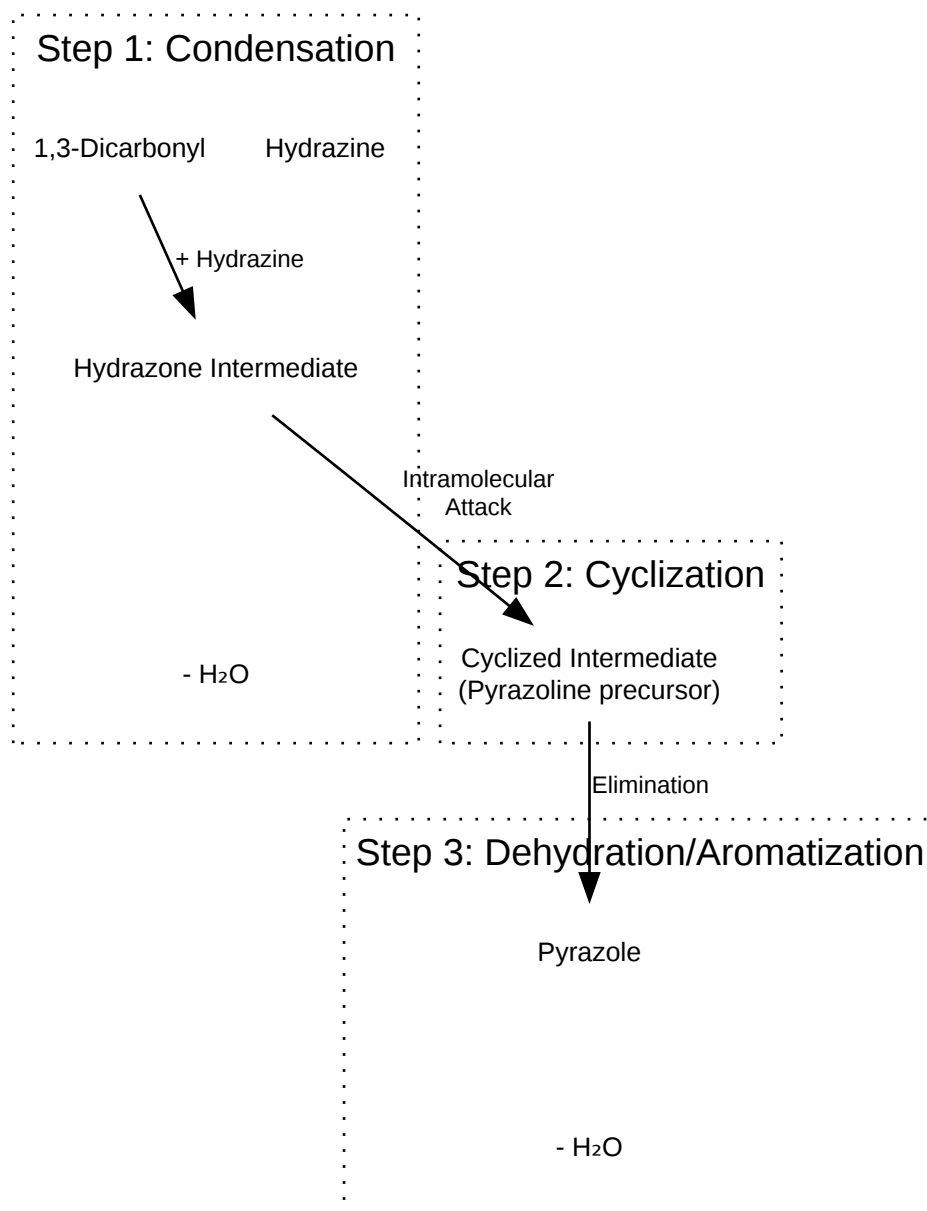 Step 1: Condensation
1,3-Dicarbonyl
Hydrazine
+ Hydrazine
Hydrazone Intermediate
Intramolecular
Attack
- H₂O
Step 2: Cyclization
Cyclized Intermediate
(Pyrazoline precursor)
Elimination
Step 3: Dehydration/Aromatization
Pyrazole
- H₂O